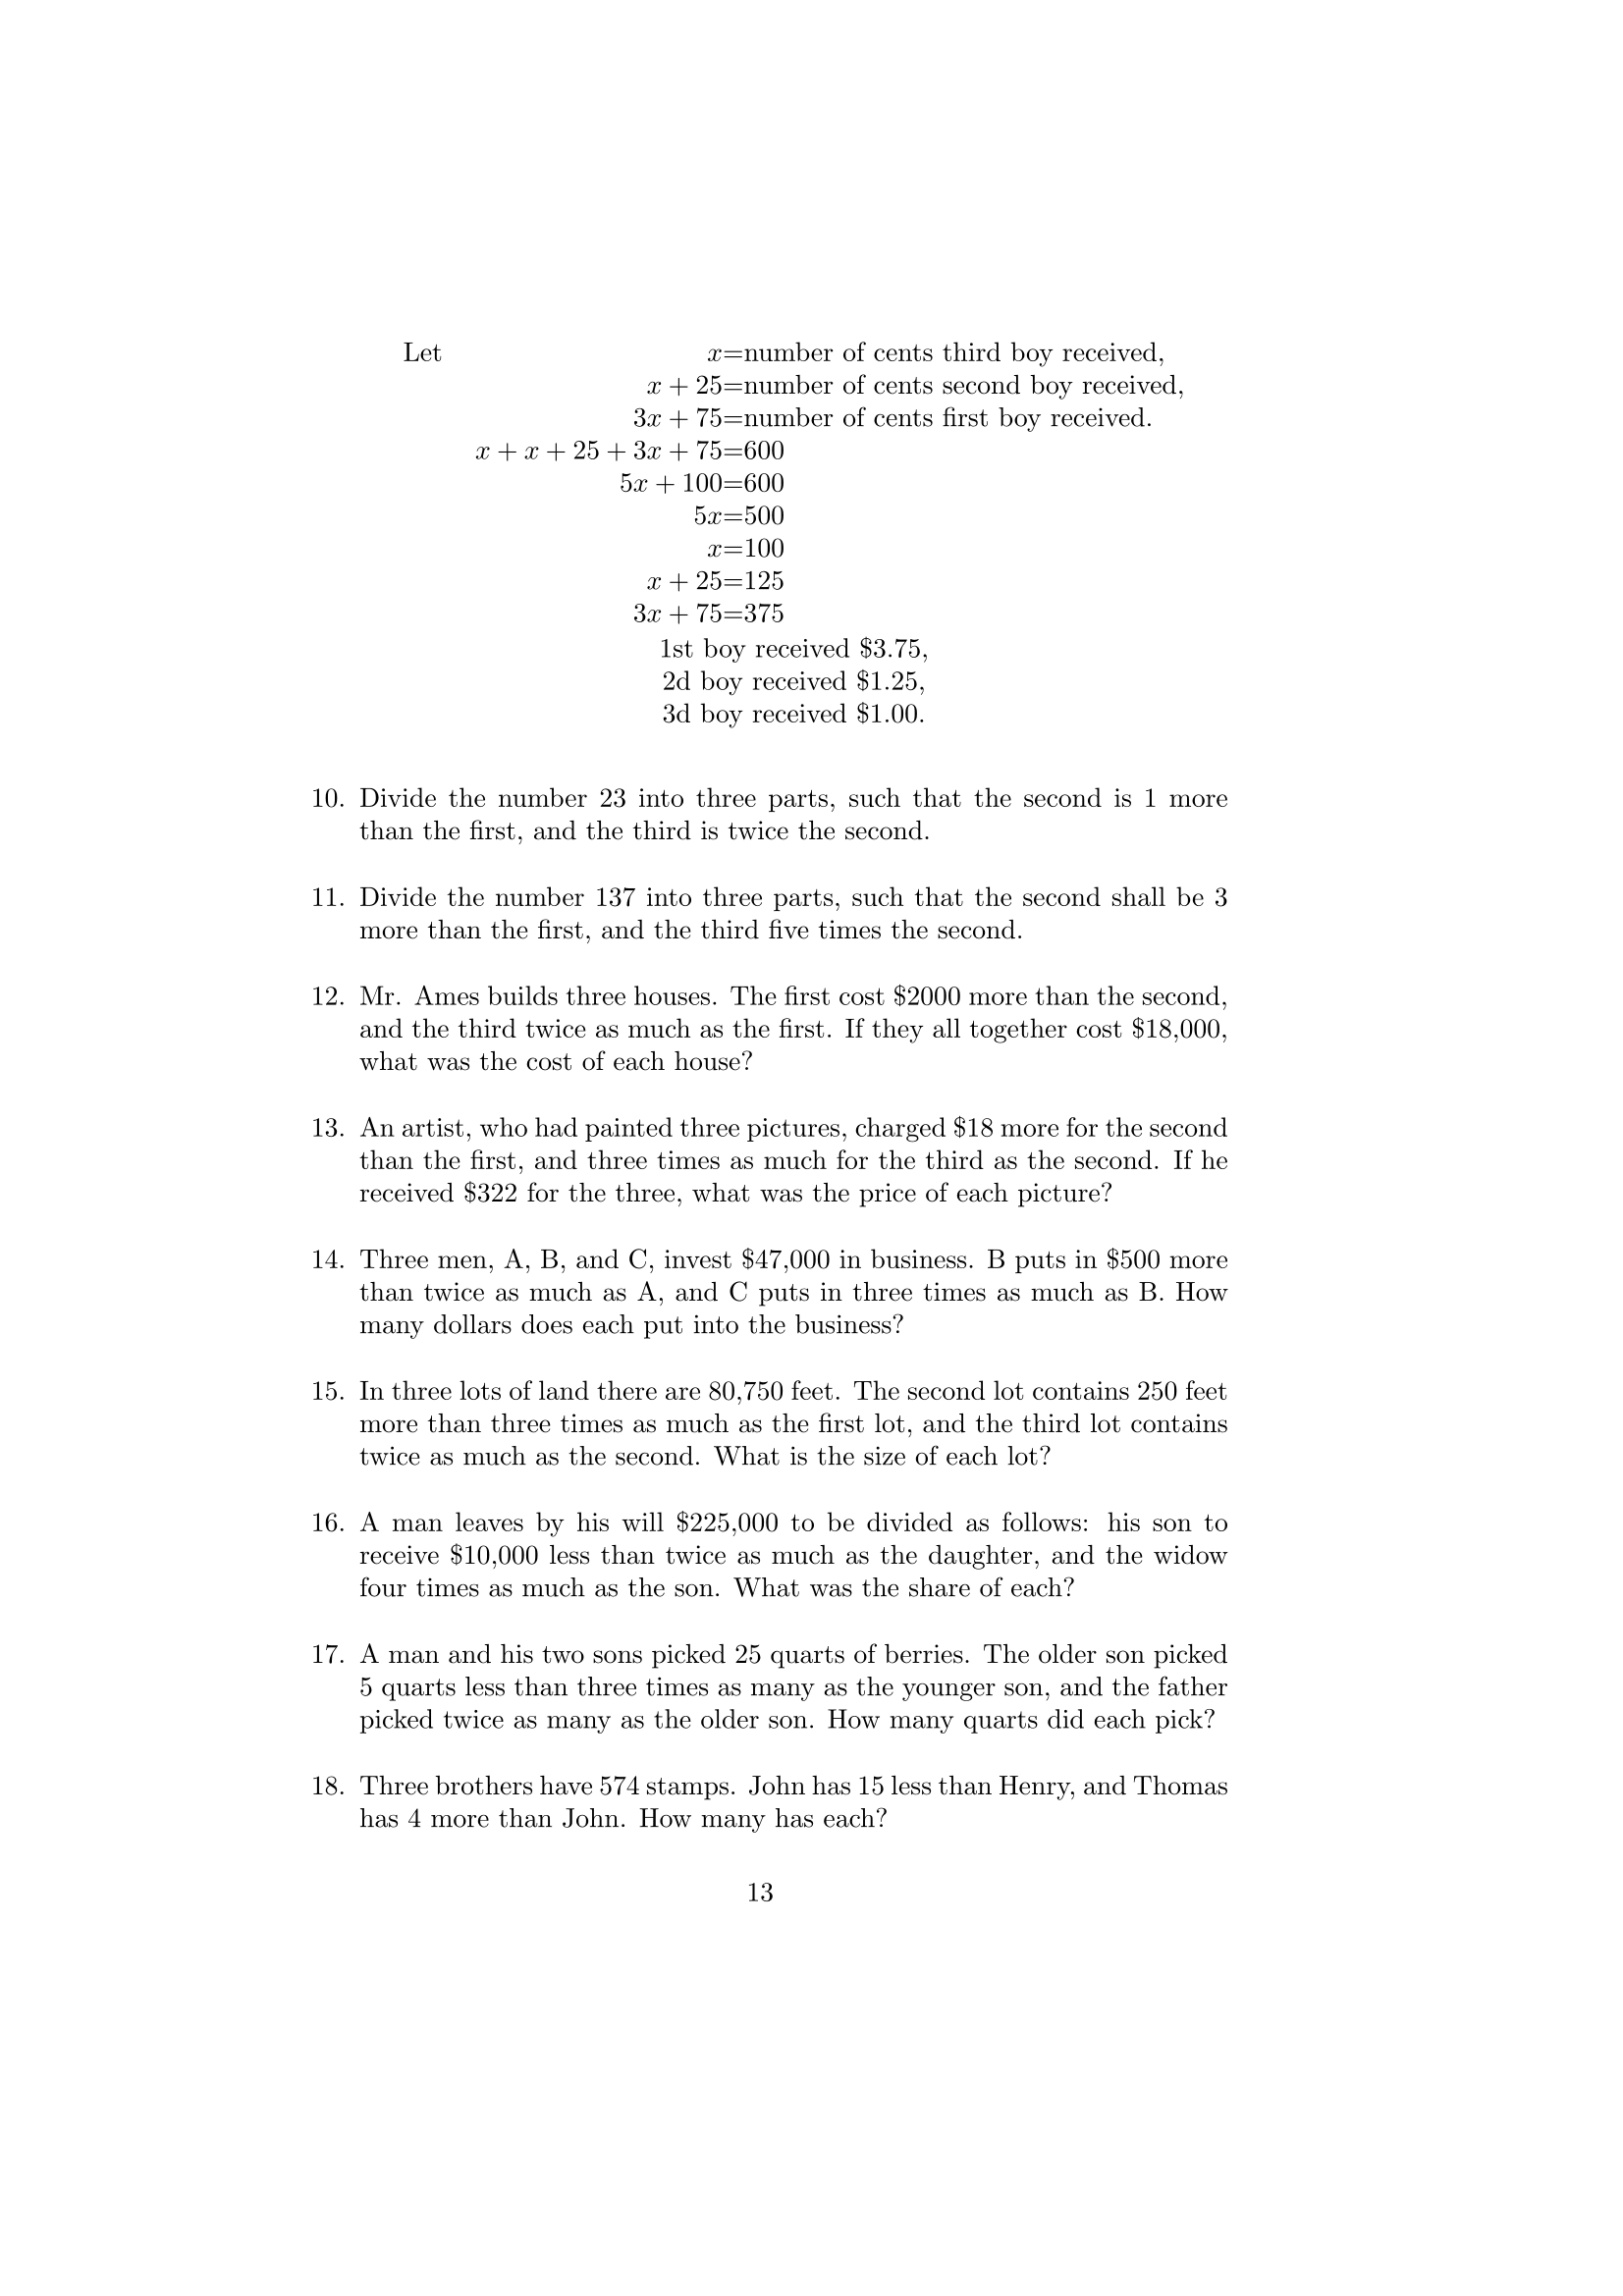 Let x=number of cents third boy received,
x + 25=number of cents second boy received,
3x + 75=number of cents first boy received.
x + x + 25 + 3x + 75=600
5x + 100=600
5x=500
x=100
x + 25=125
3x + 75=375
1st boy received $3.75,
2d boy received $1.25,
3d boy received $1.00.
10. Divide the number 23 into three parts, such that the second is 1 more
than the first, and the third is twice the second.
11. Divide the number 137 into three parts, such that the second shall be 3
more than the first, and the third five times the second.
12. Mr. Ames builds three houses. The first cost $2000 more than the second,
and the third twice as much as the first. If they all together cost $18,000,
what was the cost of each house?
13. An artist, who had painted three pictures, charged $18 more for the second
than the first, and three times as much for the third as the second. If he
received $322 for the three, what was the price of each picture?
14. Three men, A, B, and C, invest $47,000 in business. B puts in $500 more
than twice as much as A, and C puts in three times as much as B. How
many dollars does each put into the business?
15. In three lots of land there are 80,750 feet. The second lot contains 250 feet
more than three times as much as the first lot, and the third lot contains
twice as much as the second. What is the size of each lot?
16. A man leaves by his will $225,000 to be divided as follows: his son to
receive $10,000 less than twice as much as the daughter, and the widow
four times as much as the son. What was the share of each?
17. A man and his two sons picked 25 quarts of berries. The older son picked
5 quarts less than three times as many as the younger son, and the father
picked twice as many as the older son. How many quarts did each pick?
18. Three brothers have 574 stamps. John has 15 less than Henry, and Thomas
has 4 more than John. How many has each?
13